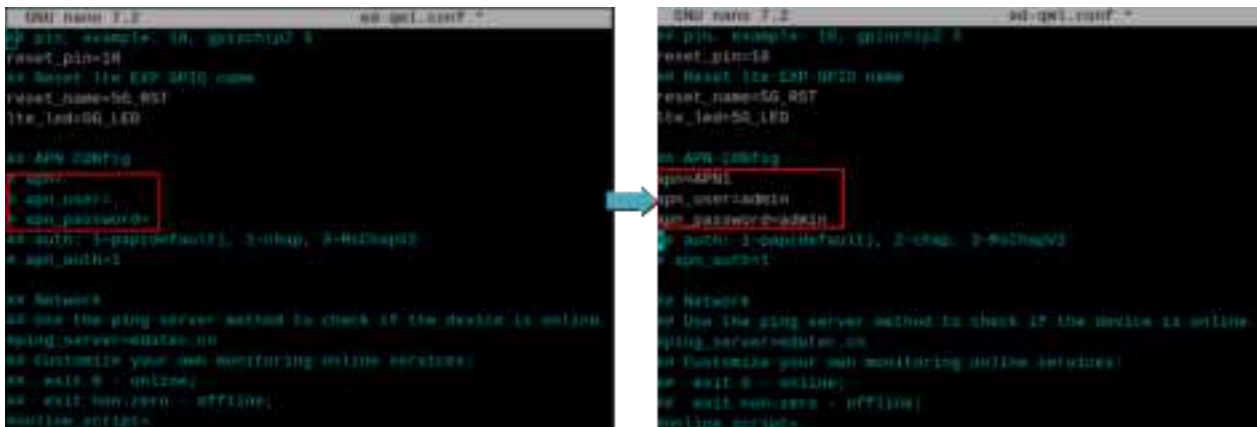 GNU nano 7.2 ed-qmi.conf *
## pin, example: 10, gpiochip2 1
reset_pin=10
## Reset lte EXP GPIO name
reset_name=5G_RST
lte_led=5G_LED
## APN CONfig
# apn=
# apn_user=
# apn_password=
## auth: 1-pap(default), 2-chap, 3-MsChapV2
# apn_auth=1
## Network
## Use the ping server method to check if the device is online.
#ping_server=edatec.cn
## Customize your own monitoring online services:
## exit 0 - online;
## exit non-zero - offline;
#online_script=
GNU nano 7.2 ed-qmi.conf *
## pin, example: 10, gpiochip2 1
reset_pin=10
## Reset lte EXP GPIO name
reset_name=5G_RST
lte_led=5G_LED
## APN CONfig
apn=APN1
apn_user=admin
apn_password=admin
## auth: 1-pap(default), 2-chap, 3-MsChapV2
# apn_auth=1
## Network
## Use the ping server method to check if the device is online
#ping_server=edatec.cn
## Customize your own monitoring online services:
## exit 0 - online;
## exit non-zero - offline;
#online_script=